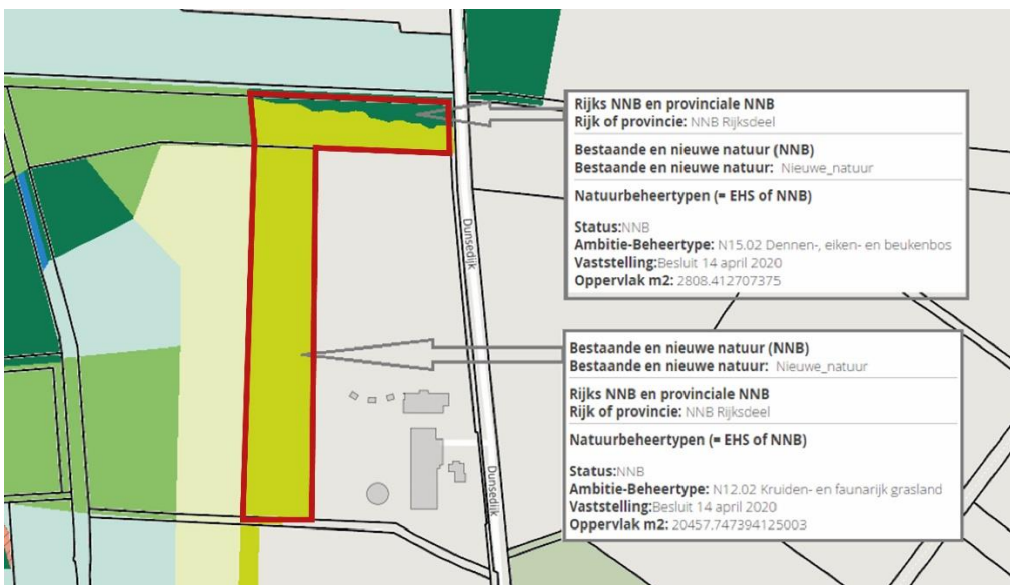 Rijks NNB en provinciale NNB
Rijk of provincie: NNB Rijksdeel
Bestaande en nieuwe natuur (NNB)
Bestaande en nieuwe natuur: Nieuwe_natuur
Natuurbeheertypen (= EHS of NNB)
Status:NNB
Ambitie-Beheertype: N15.02 Dennen-, eiken- en beukenbos
Vaststelling:Besluit 14 april 2020
Oppervlak m2: 2808.412707375
Dunsedijk
Bestaande en nieuwe natuur (NNB)
Bestaande en nieuwe natuur: Nieuwe_natuur
Rijks NNB en provinciale NNB
Rijk of provincie: NNB Rijksdeel
Natuurbeheertypen (= EHS of NNB)
Status:NNB
Ambitie-Beheertype: N12.02 Kruiden- en faunarijk grasland
Vaststelling:Besluit 14 april 2020
Oppervlak m2: 20457.747394125003
Dunsedijk